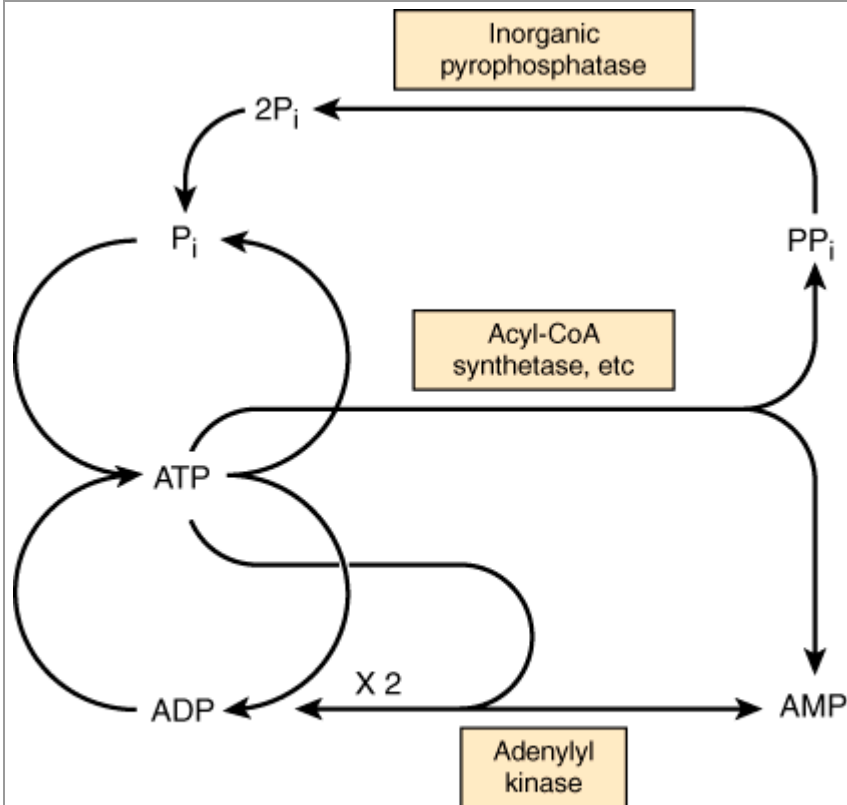 Inorganic
pyrophosphatase
2Pi
Pi
PPi
Acyl-CoA
synthetase, etc
ATP
X 2
ADP
AMP
Adenylyl
kinase